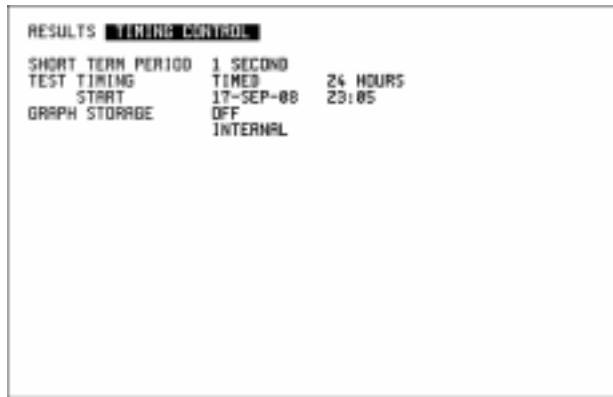 RESULTS TIMING CONTROL
SHORT TERM PERIOD 1 SECOND
TEST TIMING TIMED 24 HOURS
START 17-SEP-08 23:05
GRAPH STORAGE OFF
INTERNAL